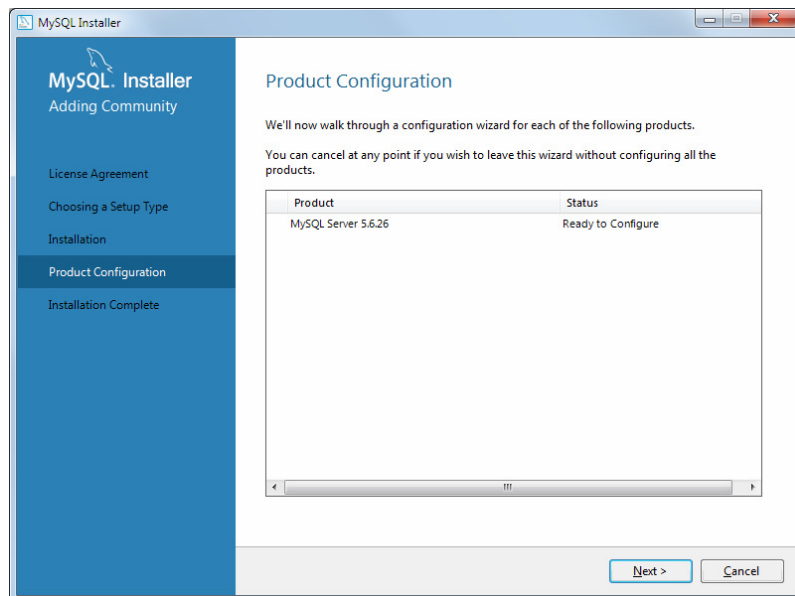 MySQL Installer
MySQL. Installer
Adding Community
License Agreement
Choosing a Setup Type
Installation
Product Configuration
Installation Complete
Product Configuration
We'll now walk through a configuration wizard for each of the following products.
You can cancel at any point if you wish to leave this wizard without configuring all the
products.
Product Status
MySQL Server 5.6.26 Ready to Configure
Next > Cancel